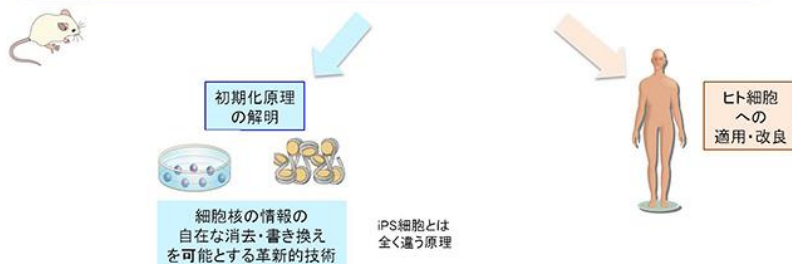 初期化原理
の解明
ヒト細胞
への
適用・改良
細胞核の情報の
自在な消去・書き換え
を可能とする革新的技術
iPS細胞とは
全く違う原理